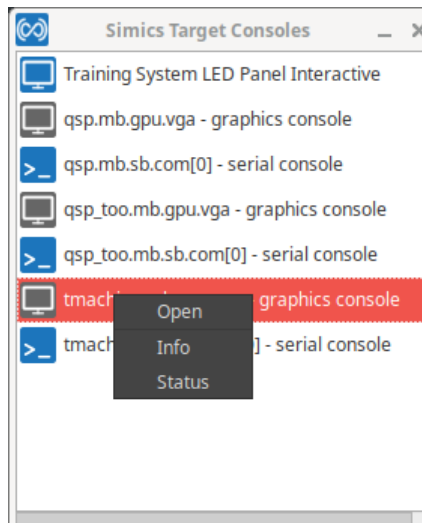 Simics Target Consoles
Training System LED Panel Interactive
qsp.mb.gpu.vga - graphics console
qsp.mb.sb.com[0] - serial console
qsp_too.mb.gpu.vga - graphics console
qsp_too.mb.sb.com[0] - serial console
graphics console
Open
Info
] - serial console
Status